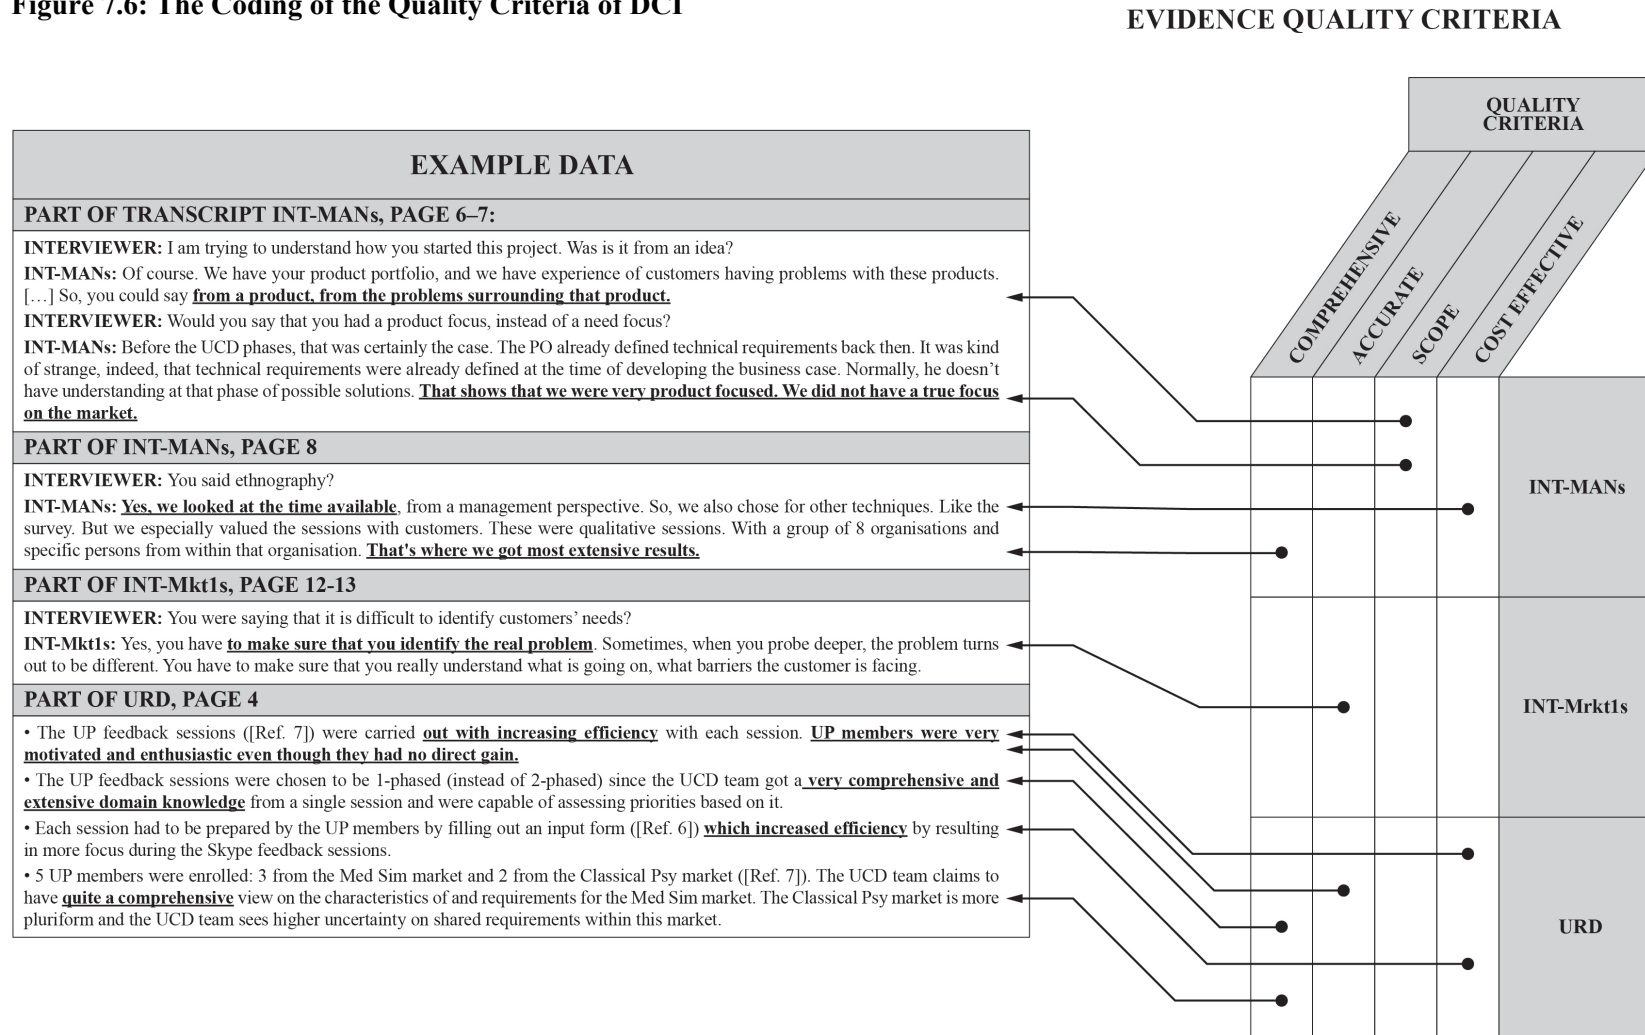 Figure 7.6: The Coding of the Quality Criteria of DCI
EVIDENCE QUALITY CRITERIA
QUALITY
CRITERIA
COMPREHENSIVE
ACCURATE
SCOPE
COST EFFECTIVE
EXAMPLE DATA
PART OF TRANSCRIPT INT-MANs, PAGE 6–7:
INTERVIEWER: I am trying to understand how you started this project. Was is it from an idea?
INT-MANs: Of course. We have your product portfolio, and we have experience of customers having problems with these products.
[…] So, you could say from a product, from the problems surrounding that product.
INTERVIEWER: Would you say that you had a product focus, instead of a need focus?
INT-MANs: Before the UCD phases, that was certainly the case. The PO already defined technical requirements back then. It was kind
of strange, indeed, that technical requirements were already defined at the time of developing the business case. Normally, he doesn’t
have understanding at that phase of possible solutions. That shows that we were very product focused. We did not have a true focus
on the market.
PART OF INT-MANs, PAGE 8
INTERVIEWER: You said ethnography?
INT-MANs: Yes, we looked at the time available, from a management perspective. So, we also chose for other techniques. Like the
survey. But we especially valued the sessions with customers. These were qualitative sessions. With a group of 8 organisations and
specific persons from within that organisation. That's where we got most extensive results.
PART OF INT-Mkt1s, PAGE 12-13
INTERVIEWER: You were saying that it is difficult to identify customers’ needs?
INT-Mkt1s: Yes, you have to make sure that you identify the real problem. Sometimes, when you probe deeper, the problem turns
out to be different. You have to make sure that you really understand what is going on, what barriers the customer is facing.
PART OF URD, PAGE 4
• The UP feedback sessions ([Ref. 7]) were carried out with increasing efficiency with each session. UP members were very
motivated and enthusiastic even though they had no direct gain.
• The UP feedback sessions were chosen to be 1-phased (instead of 2-phased) since the UCD team got a very comprehensive and
extensive domain knowledge from a single session and were capable of assessing priorities based on it.
• Each session had to be prepared by the UP members by filling out an input form ([Ref. 6]) which increased efficiency by resulting
in more focus during the Skype feedback sessions.
• 5 UP members were enrolled: 3 from the Med Sim market and 2 from the Classical Psy market ([Ref. 7]). The UCD team claims to
have quite a comprehensive view on the characteristics of and requirements for the Med Sim market. The Classical Psy market is more
pluriform and the UCD team sees higher uncertainty on shared requirements within this market.
INT-MANs
INT-Mrkt1s
URD